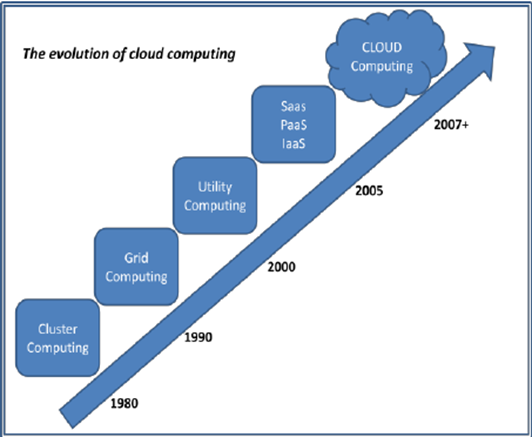 The evolution of cloud computing
CLOUD
Computing
Saas
PaaS
IaaS
2007+
Utility
Computing
2005
Grid
Computing
2000
Cluster
Computing
1990
1980